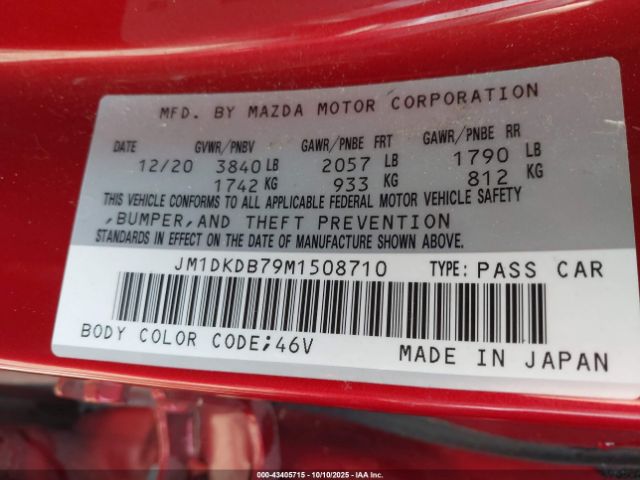 MFD. BY MAZDA MOTOR CORPORATION
DATE GVWR/PNBV GAWR/PNBE FRT GAWR/PNBE RR
12/20 3840 LB 2057 LB 1790 LB
1742 KG 933 KG 812 KG
THIS VEHICLE CONFORMS TO ALL APPLICABLE FEDERAL MOTOR VEHICLE SAFETY
,BUMPER,AND THEFT PREVENTION
STANDARDS IN EFFECT ON THE DATE OF MANUFACTURE SHOWN ABOVE.
JM1DKDB79M1508710 TYPE: PASS CAR
BODY COLOR CODE;46V MADE IN JAPAN
000-43405715 - 10/10/2025 - IAA Inc.